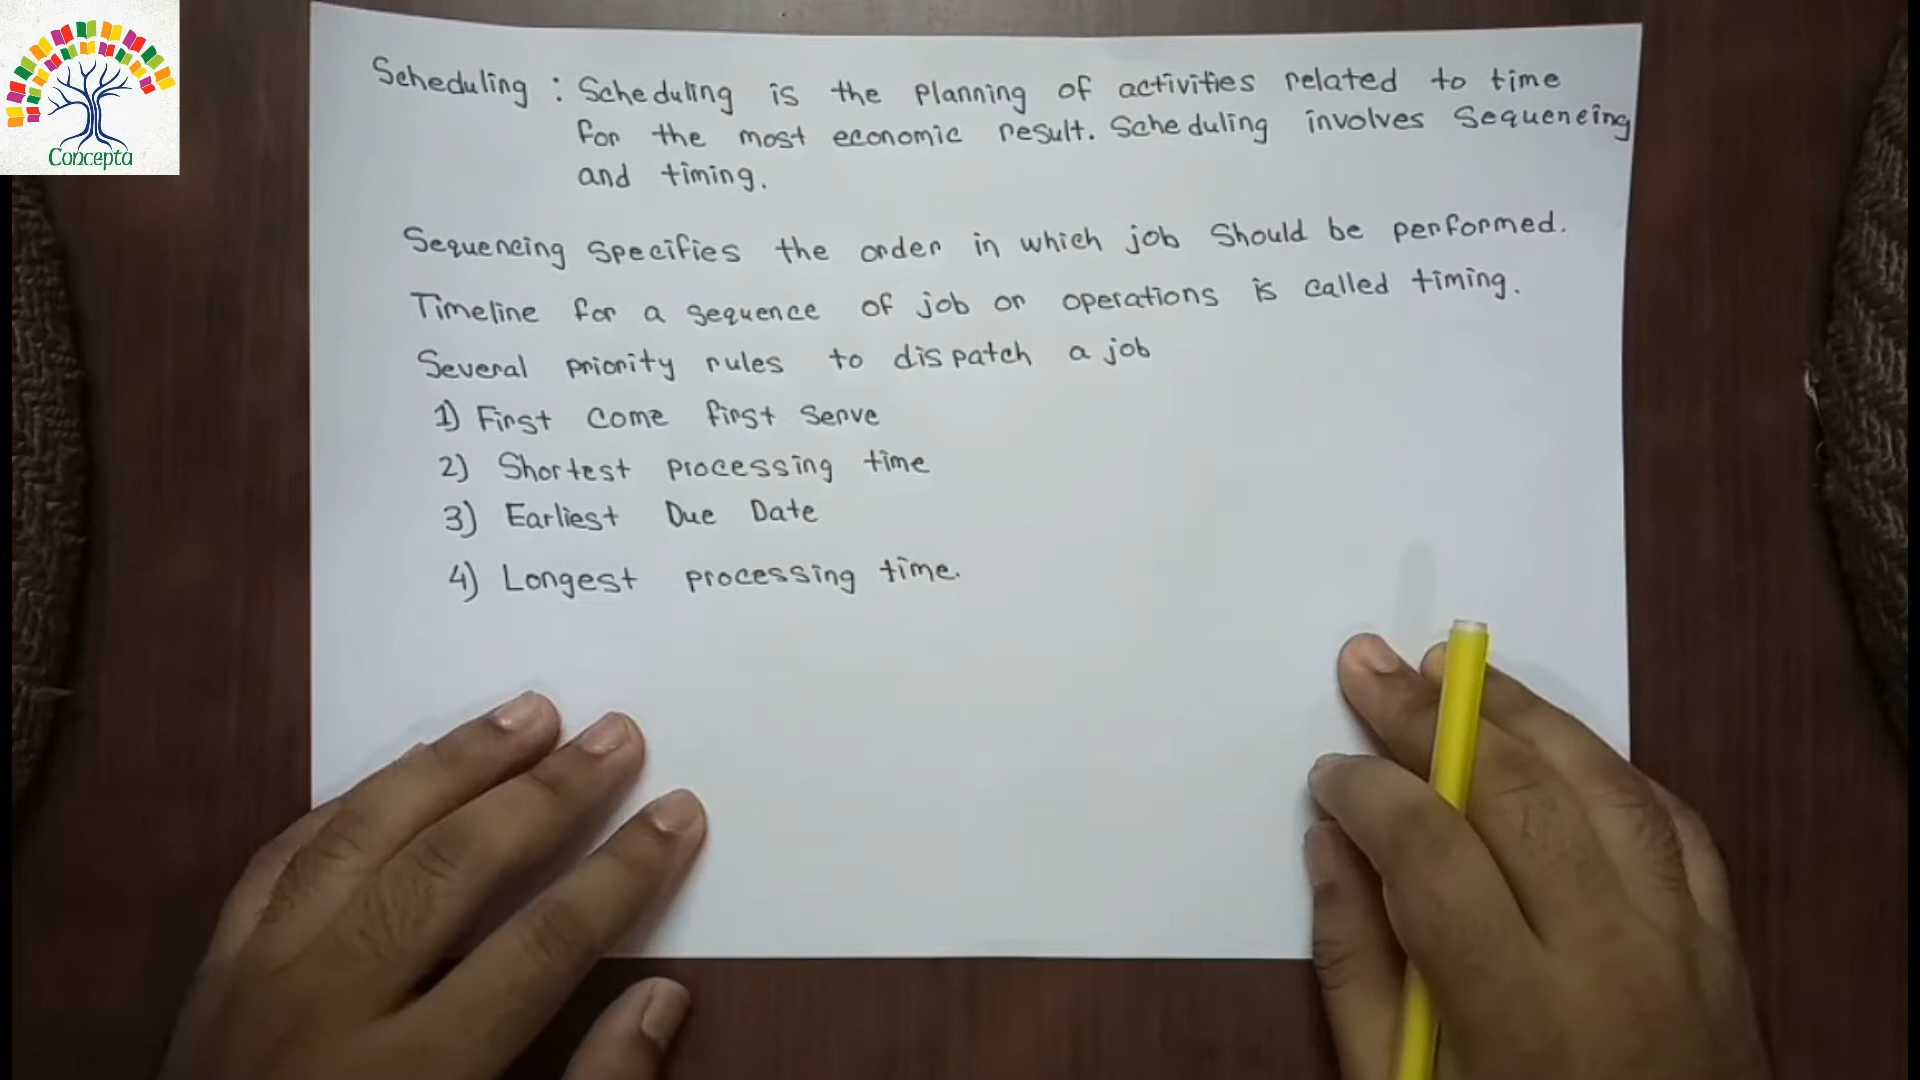 Concepta
Scheduling : Scheduling is the planning of activities related to time
for the most economic result. Scheduling involves Sequencing
and timing.
Sequencing specifies the order in which job should be performed.
Timeline for a sequence of job or operations is called timing.
Several priority rules to dispatch a job
1) First come first serve
2) Shortest processing time
3) Earliest Due Date
4) Longest processing time.